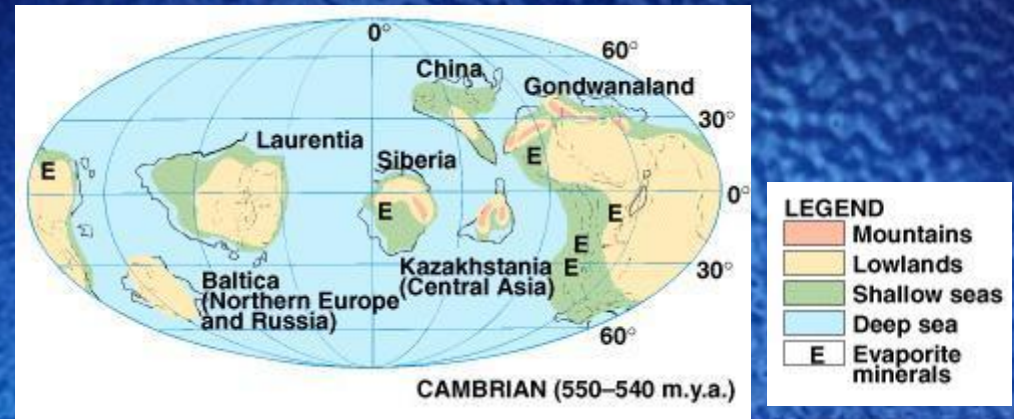 0°
60°
China
Gondwanaland
30°
Laurentia
Siberia
E
E
E
0°
E
E
E
30°
Kazakhstania
(Central Asia)
Baltica
(Northern Europe
and Russia)
60°
CAMBRIAN (550–540 m.y.a.)
LEGEND
Mountains
Lowlands
Shallow seas
Deep sea
E Evaporite
minerals